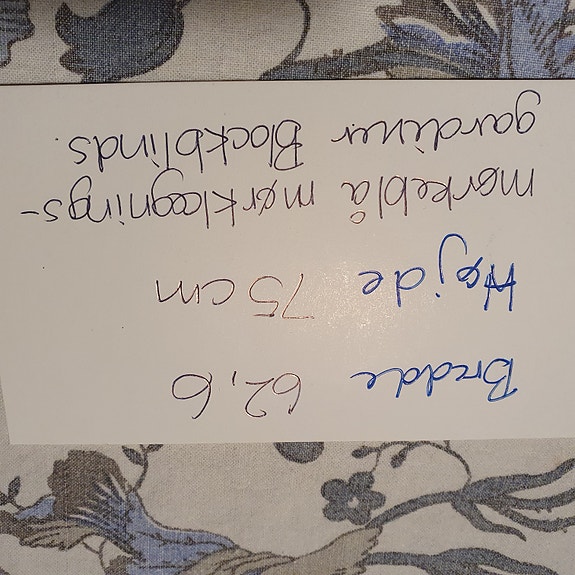 Bredde 62,6
Højde 75 cm
mørkeblå mørklægnings-
gardiner Blockblinds.